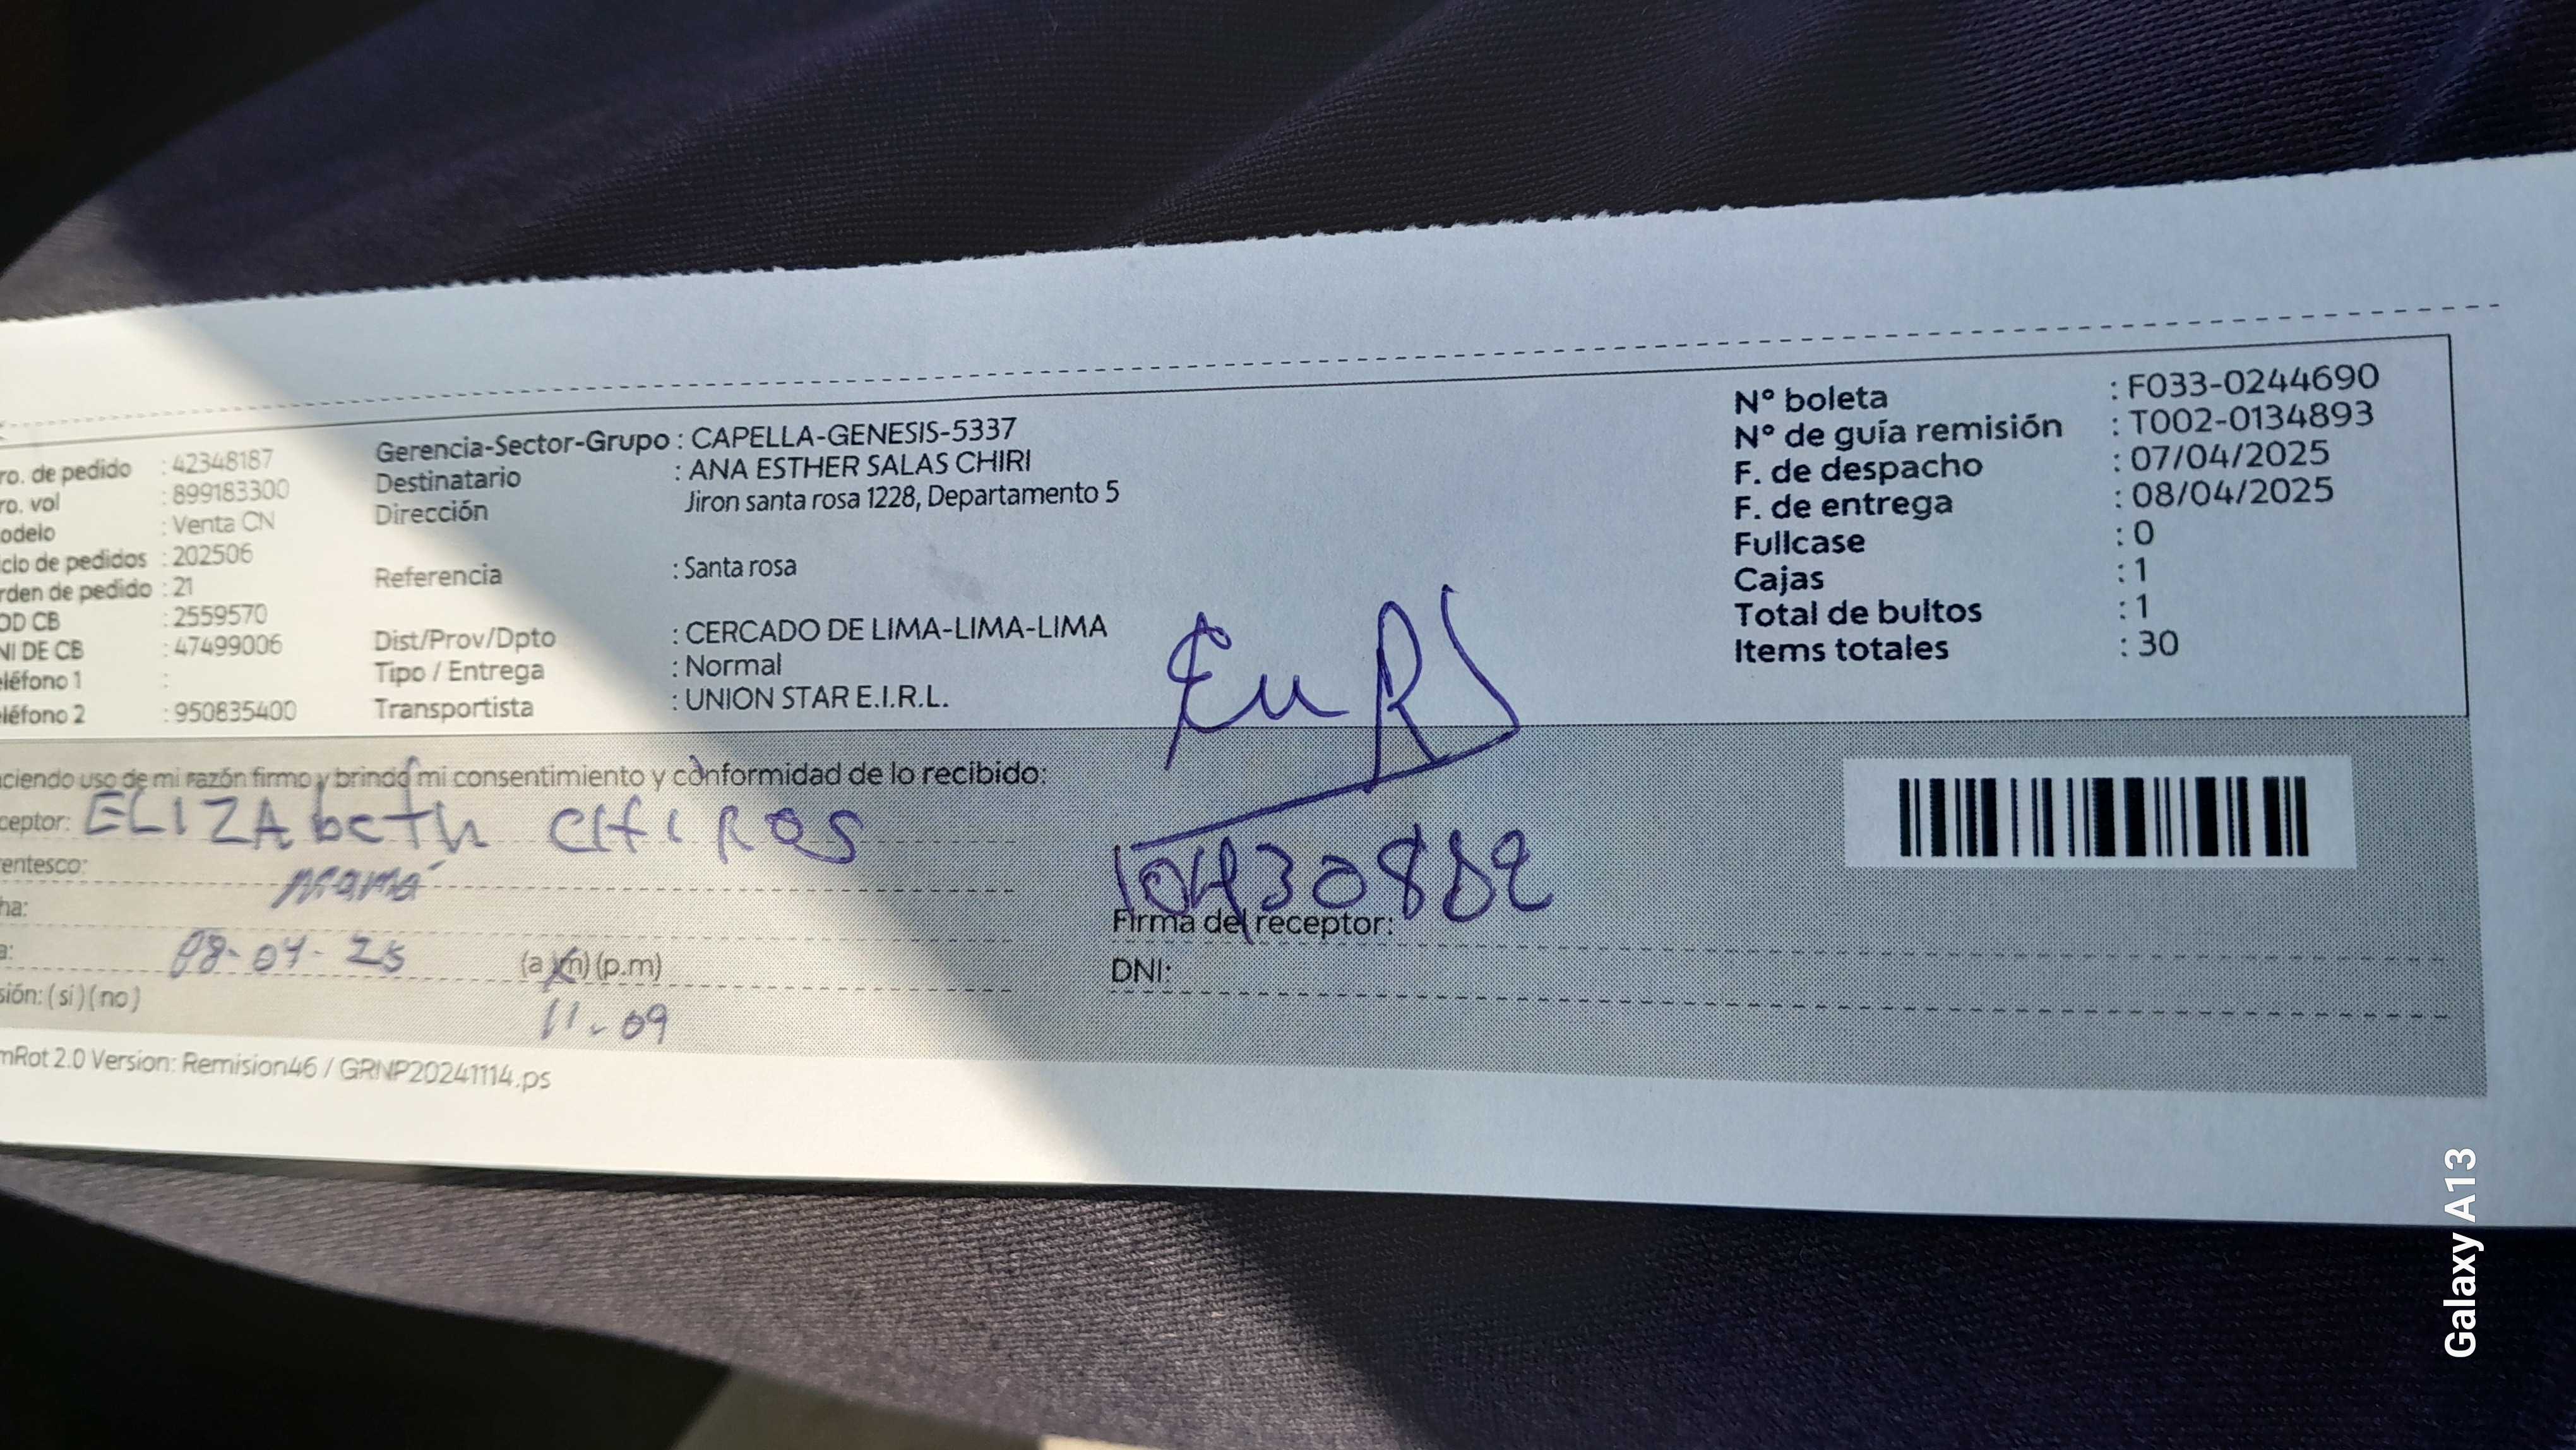 ro. de pedido : 42348187
ro. vol : 899183300
odelo : Venta CN
iclo de pedidos : 202506
rden de pedido : 21
OD CB : 2559570
NI DE CB : 47499006
eléfono 1 :
eléfono 2 : 950835400
Gerencia-Sector-Grupo : CAPELLA-GENESIS-5337
Destinatario : ANA ESTHER SALAS CHIRI
Dirección Jiron santa rosa 1228, Departamento 5
Referencia : Santa rosa
Dist/Prov/Dpto : CERCADO DE LIMA-LIMA-LIMA
Tipo / Entrega : Normal
Transportista : UNION STAR E.I.R.L.
N° boleta : F033-0244690
N° de guía remisión : T002-0134893
F. de despacho : 07/04/2025
F. de entrega : 08/04/2025
Fullcase : 0
Cajas : 1
Total de bultos : 1
Items totales : 30
aciendo uso de mi razón firmo y brindo mi consentimiento y conformidad de lo recibido:
ceptor: ELIZAbeth
entesco: mamá
ha:
a: 08-04-25 (a.m) (p.m)
11-09
sión: (si) (no)
Firma del receptor:
DNI:
mRot 2.0 Version: Remision46 / GRNP20241114.ps
Galaxy A13